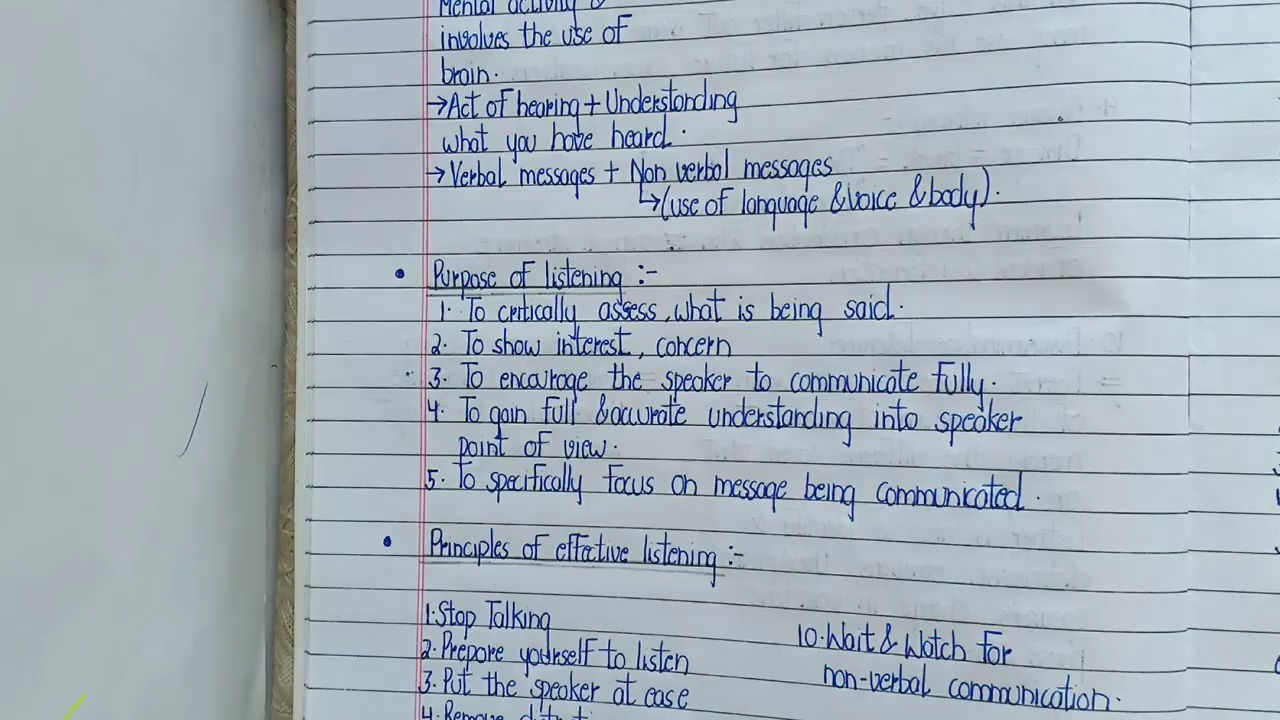 Mental activity &
involves the use of
brain.
→Act of hearing + Understanding
what you have heard.
→Verbal messages + Non verbal messages
↳(use of language & voice & body).
• Purpose of listening :-
1. To critically assess, what is being said.
2. To show interest, concern
3. To encourage the speaker to communicate fully.
4. To gain full & accurate understanding into speaker
point of view.
5. To specifically focus on message being communicated.
• Principles of effective listening :-
1. Stop Talking
2. Prepare yourself to listen
3. Put the speaker at ease
4. Remove
10. Wait & Watch for
non-verbal communication.